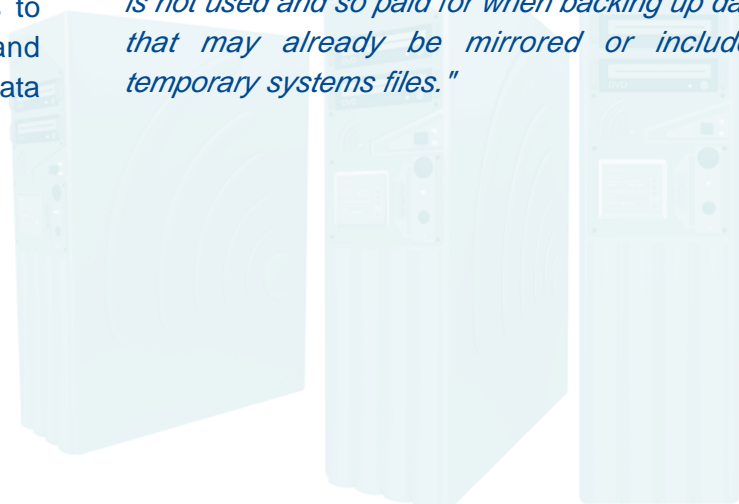 to
and
ata
is not used and so paid for when backing up da
that may already be mirrored or include
temporary systems files."